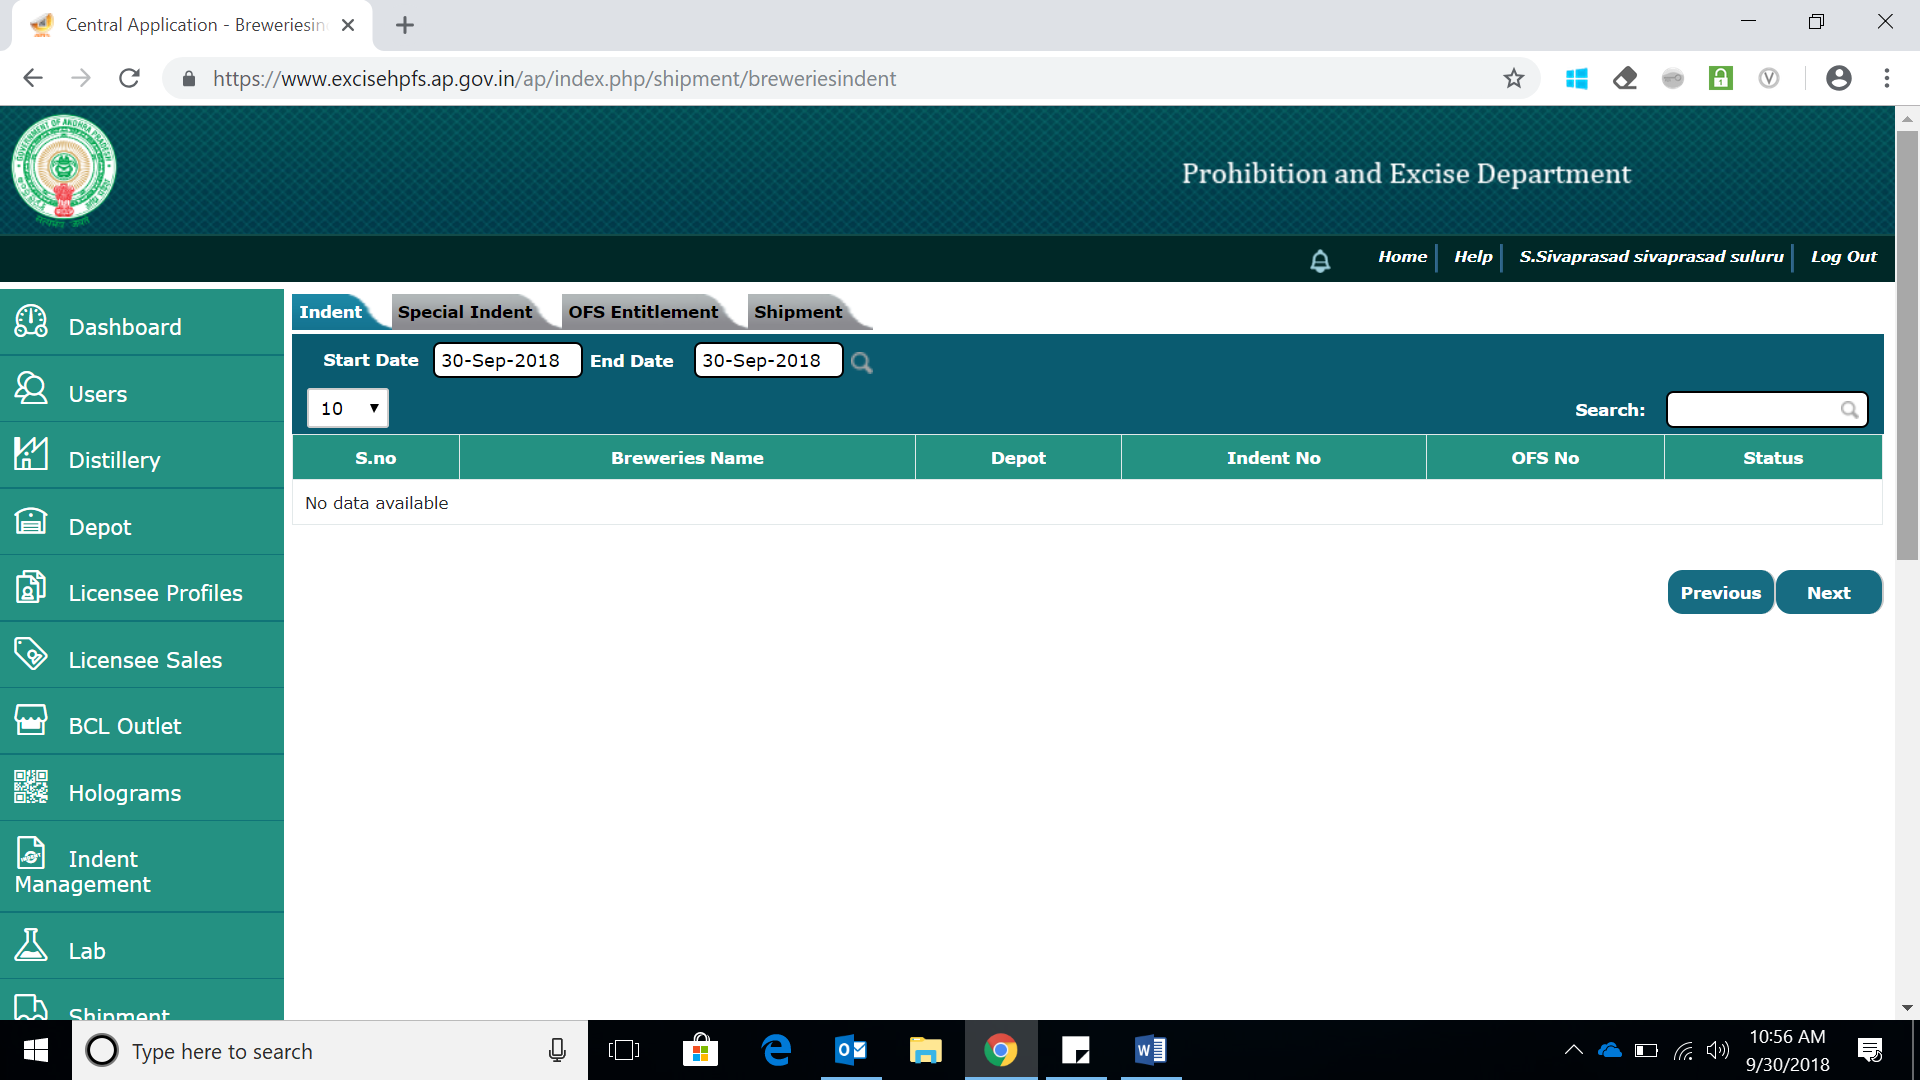 Central Application - Breweriesin
https://www.excisehpfs.ap.gov.in/ap/index.php/shipment/breweriesindent
GOVERNMENT OF ANDHRA PRADESH
Prohibition and Excise Department
Home Help S.Sivaprasad sivaprasad suluru Log Out
Dashboard
Users
Distillery
Depot
Licensee Profiles
Licensee Sales
BCL Outlet
Holograms
Indent
Management
Lab
Shipment
Indent Special Indent OFS Entitlement Shipment
Start Date 30-Sep-2018 End Date 30-Sep-2018
10 Search:
S.no Breweries Name Depot Indent No OFS No Status
No data available
Previous Next
Type here to search
10:56 AM
9/30/2018